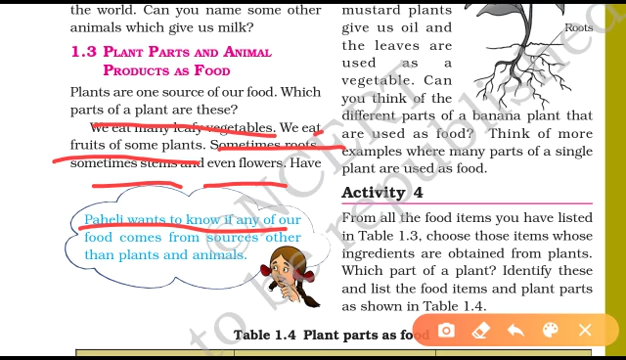 the world. Can you name some other
animals which give us milk?
1.3 PLANT PARTS AND ANIMAL
PRODUCTS AS FOOD
Plants are one source of our food. Which
parts of a plant are these?
We eat many leafy vegetables. We eat
fruits of some plants. Sometimes roots,
sometimes stems and even flowers. Have
Paheli wants to know if any of our
food comes from sources other
than plants and animals.
mustard plants
give us oil and
the leaves are
used as a
vegetable. Can
you think of the
different parts of a banana plant that
are used as food? Think of more
examples where many parts of a single
plant are used as food.
Roots
Activity 4
From all the food items you have listed
in Table 1.3, choose those items whose
ingredients are obtained from plants.
Which part of a plant? Identify these
and list the food items and plant parts
as shown in Table 1.4.
Table 1.4 Plant parts as food
NCERT
to be republished